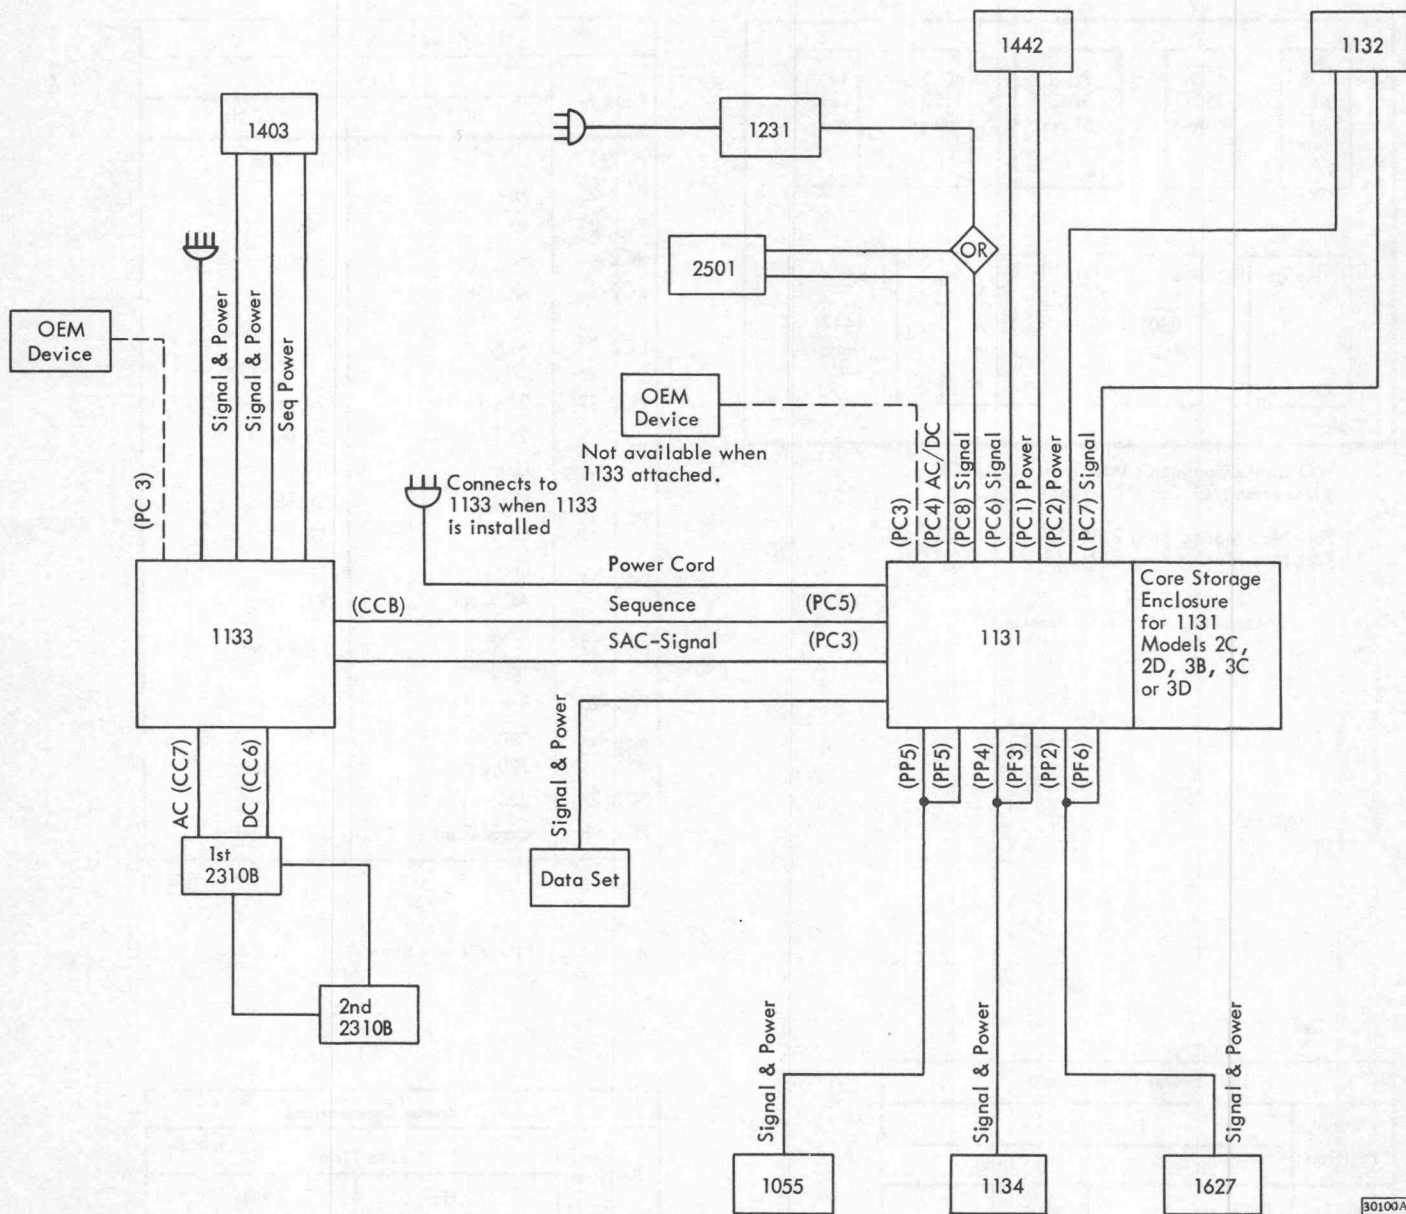 1442
1132
1403
1231
OR
2501
OEM
Device
Signal & Power
Signal & Power
Seq Power
(PC 3)
OEM
Device
Not available when
1133 attached.
Connects to
1133 when 1133
is installed
(PC3)
(PC4) AC/DC
(PC8) Signal
(PC6) Signal
(PC1) Power
(PC2) Power
(PC7) Signal
Power Cord
(CCB)
Sequence
(PC5)
SAC-Signal
(PC3)
1133
1131
Core Storage
Enclosure
for 1131
Models 2C,
2D, 3B, 3C
or 3D
AC (CC7)
DC (CC6)
Signal & Power
(PP5)
(PF5)
(PP4)
(PF3)
(PP2)
(PF6)
1st
2310B
Data Set
2nd
2310B
Signal & Power
Signal & Power
Signal & Power
1055
1134
1627
30100A